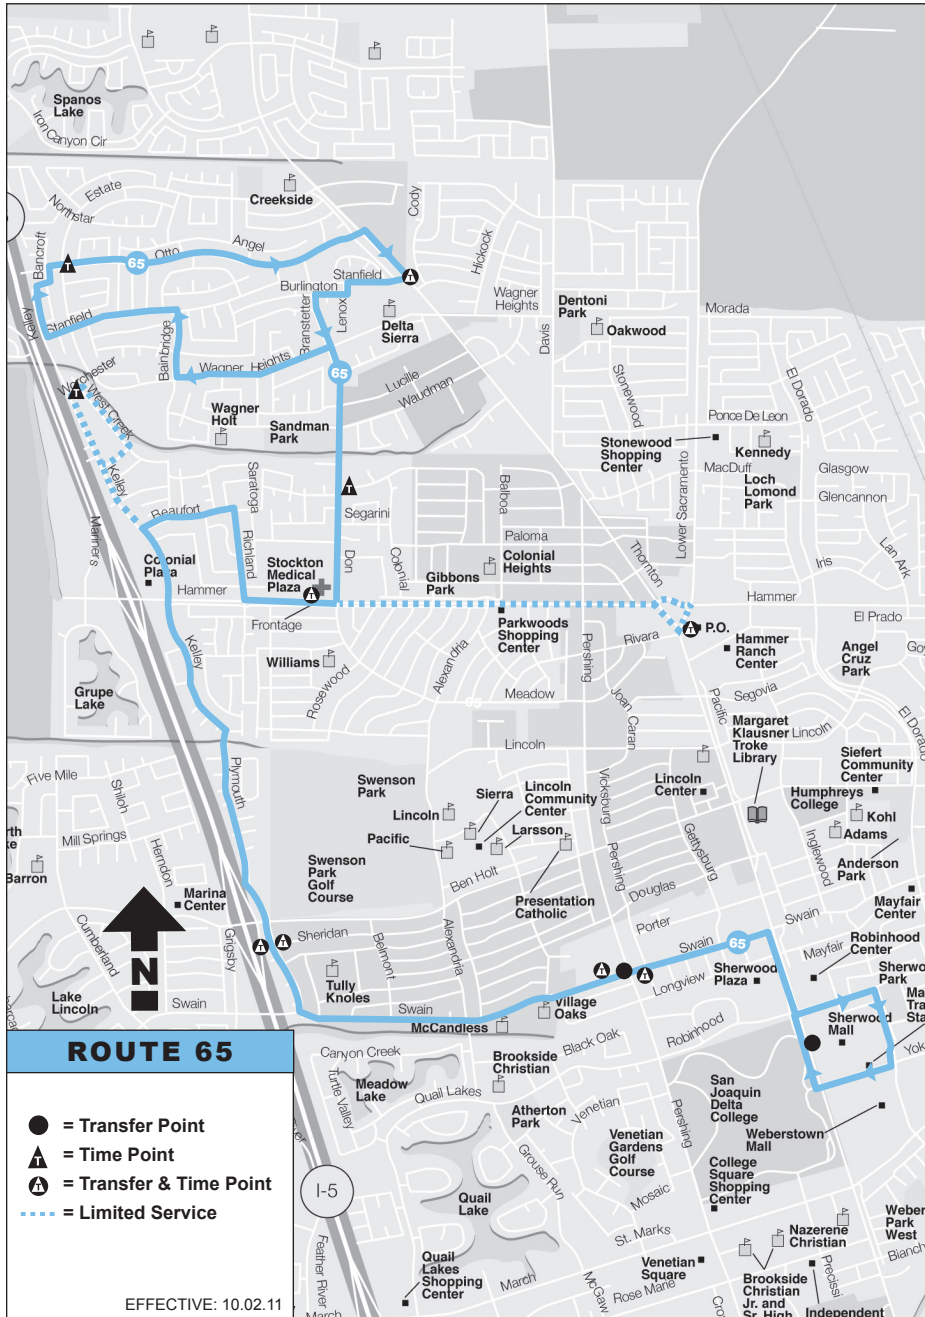 Spanos
Lake
Iron Canyon Cir
Estate
Northstar
Creekside
Cody
Bancroft
Otto
Angel
65
Hickock
Stanfield
Burlington
Wagner
Heights
Branstetter
Lenox
Delta
Sierra
Davis
Dentoni
Park
Oakwood
Morada
Kelley
Stanfield
Bainbridge
Wagner Heights
65
Lucille
Waudman
Stonewood
El Dorado
Worchester
West Creek
Wagner
Holt
Sandman
Park
Ponce De Leon
Stonewood
Shopping
Center
Kennedy
MacDuff
Loch
Lomond
Park
Glasgow
Glencannon
Lower Sacramento
Kelley
Mariners
Beaufort
Saratoga
Richland
Segarini
Balboa
Paloma
Thornton
Lan Ark
Iris
Colonial
Plaza
Hammer
Stockton
Medical
Plaza
Don
Colonial
Gibbons
Park
Colonial
Heights
Hammer
El Prado
Frontage
Parkwoods
Shopping
Center
Rivara
P.O.
Hammer
Ranch
Center
Angel
Cruz
Park
Kelley
Williams
Rosewood
Alexandria
Pershing
Meadow
65
Joan Caran
Pacific
Segovia
Grupe
Lake
Margaret
Klausner
Troke
Library
Lincoln
El Dorado
Lincoln
Siefert
Community
Center
Five Mile
Shiloh
Plymouth
Swenson
Park
Vicksburg
Lincoln
Center
Humphreys
College
Kohl
Lincoln
Sierra
Lincoln
Community
Center
Larsson
Pacific
Adams
Mill Springs
Herndon
Barron
Swenson
Park
Golf
Course
Ben Holt
Pershing
Gettysburg
Inglewood
Anderson
Park
Marina
Center
Presentation
Catholic
Douglas
Mayfair
Center
Cumberland
Grigsby
N
Sheridan
Belmont
Alexandria
Porter
Swain
65
Swain
Mayfair
Robinhood
Center
Lake
Lincoln
Swain
Tully
Knoles
Swain
Village
Oaks
McCandless
Longview
Sherwood
Plaza
Robinhood
Sherwood
Mall
Black Oak
Canyon Creek
Turtle Valley
Meadow
Lake
Quail Lakes
Brookside
Christian
Atherton
Park
Venetian
Pershing
San
Joaquin
Delta
College
Weberstown
Mall
Venetian
Gardens
Golf
Course
Grouse Run
Mosaic
College
Square
Shopping
Center
Quail
Lake
St. Marks
Nazerene
Christian
Weber
Park
West
I-5
Feather River
March
Quail
Lakes
Shopping
Center
March
McGaw
Venetian
Square
Rose Marie
Brookside
Christian
Jr. and
Sr. High
Precissi
Independent
ROUTE 65
= Transfer Point
= Time Point
= Transfer & Time Point
= Limited Service
EFFECTIVE: 10.02.11